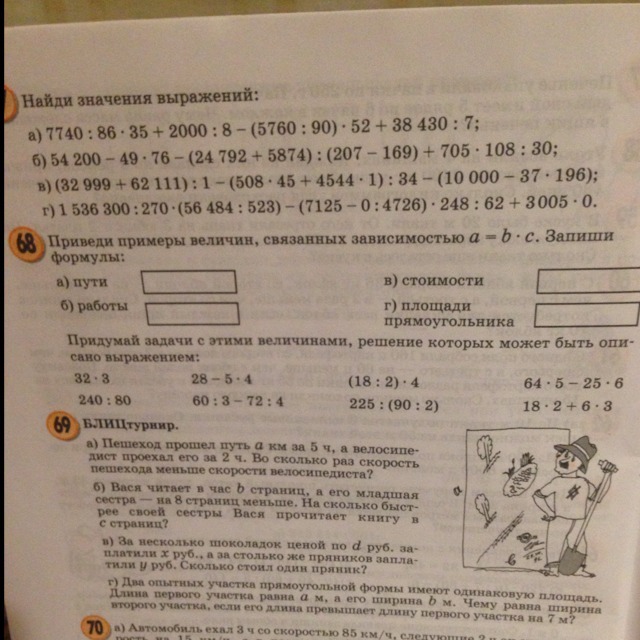 Найди значения выражений:
а) 7740 : 86 · 35 + 2000 : 8 – (5760 : 90) · 52 + 38 430 : 7;
б) 54 200 – 49 · 76 – (24 792 + 5874) : (207 – 169) + 705 · 108 : 30;
в) (32 999 + 62 111) : 1 – (508 · 45 + 4544 · 1) : 34 – (10 000 – 37 · 196);
г) 1 536 300 : 270 · (56 484 : 523) – (7125 – 0 : 4726) · 248 : 62 + 3005 · 0.
68 Приведи примеры величин, связанных зависимостью a = b · c. Запиши
формулы:
а) пути в) стоимости
б) работы г) площади
прямоугольника
Придумай задачи с этими величинами, решение которых может быть опи-
сано выражением:
32 · 3 28 – 5 · 4 (18 : 2) · 4 64 · 5 – 25 · 6
240 : 80 60 : 3 – 72 : 4 225 : (90 : 2) 18 · 2 + 6 · 3
69 БЛИЦтурнир.
а) Пешеход прошел путь a км за 5 ч, а велосипе-
дист проехал его за 2 ч. Во сколько раз скорость
пешехода меньше скорости велосипедиста?
б) Вася читает в час b страниц, а его младшая
сестра — на 8 страниц меньше. На сколько быст-
рее своей сестры Вася прочитает книгу в
c страниц?
в) За несколько шоколадок ценой по d руб. за-
платили x руб., а за столько же пряников запла-
тили y руб. Сколько стоил один пряник?
г) Два опытных участка прямоугольной формы имеют одинаковую площадь.
Длина первого участка равна a м, а его ширина b м. Чему равна ширина
второго участка, если его длина превышает длину первого участка на 7 м?
a
b
70 а) Автомобиль ехал 3 ч со скоростью 85 км/ч, следующие 2